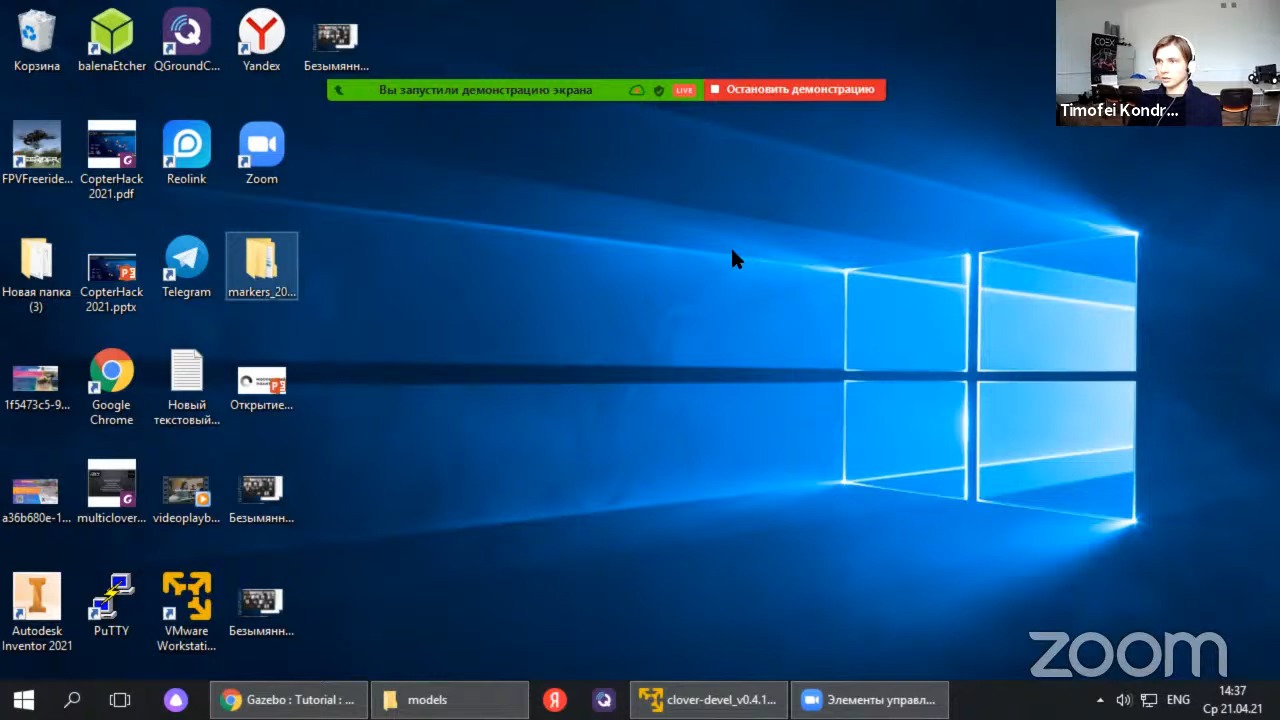 Корзина
balenaEtcher
QGroundC...
Yandex
Безымянн...
Вы запустили демонстрацию экрана
LIVE
Остановить демонстрацию
COEX
Timofei Kondr...
FPVFreeride...
CopterHack
2021.pdf
Reolink
Zoom
Новая папка
(3)
CopterHack
2021.pptx
Telegram
markers_20...
1f5473c5-9...
Google
Chrome
Новый
текстовый...
Открытие...
a36b680e-1...
multiclover...
videoplayb...
Безымянн...
Autodesk
Inventor 2021
PuTTY
VMware
Workstati...
Безымянн...
zoom
Gazebo : Tutorial : ...
models
Я
clover-devel_v0.4.1...
Элементы управл...
ENG
14:37
Ср 21.04.21